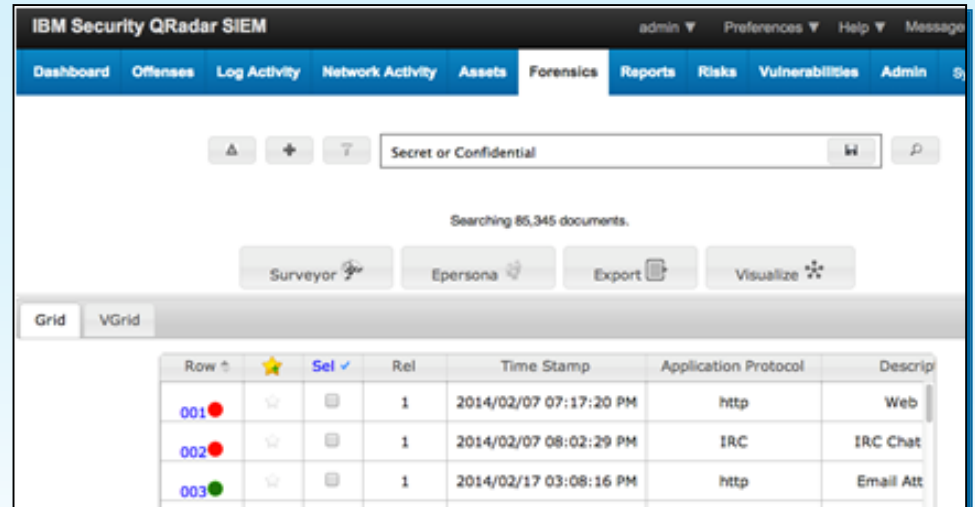 IBM Security QRadar SIEM
admin ▼ Preferences ▼ Help ▼ Message
Dashboard Offenses Log Activity Network Activity Assets Forensics Reports Risks Vulnerabilities Admin
Secret or Confidential
Searching 85,345 documents.
Surveyor Epersona Export Visualize
Grid VGrid
Row Sel Rel Time Stamp Application Protocol Descrip
001 1 2014/02/07 07:17:20 PM http Web
002 1 2014/02/07 08:02:29 PM IRC IRC Chat
003 1 2014/02/17 03:08:16 PM http Email Att